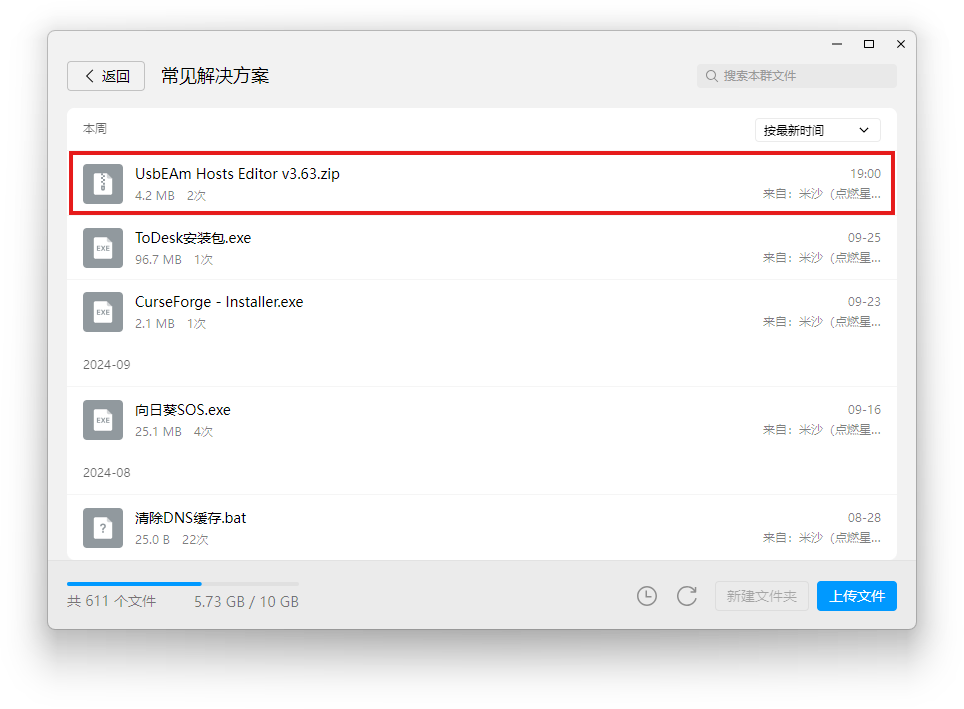 返回 常见解决方案 搜索本群文件
本周 按最新时间
UsbEAm Hosts Editor v3.63.zip 19:00
4.2 MB 2次 来自：米沙（点燃星...
EXE ToDesk安装包.exe 09-25
96.7 MB 1次 来自：米沙（点燃星...
EXE CurseForge - Installer.exe 09-23
2.1 MB 1次 来自：米沙（点燃星...
2024-09
EXE 向日葵SOS.exe 09-16
25.1 MB 4次 来自：米沙（点燃星...
2024-08
? 清除DNS缓存.bat 08-28
25.0 B 22次 来自：米沙（点燃星...
共 611 个文件 5.73 GB / 10 GB 新建文件夹 上传文件